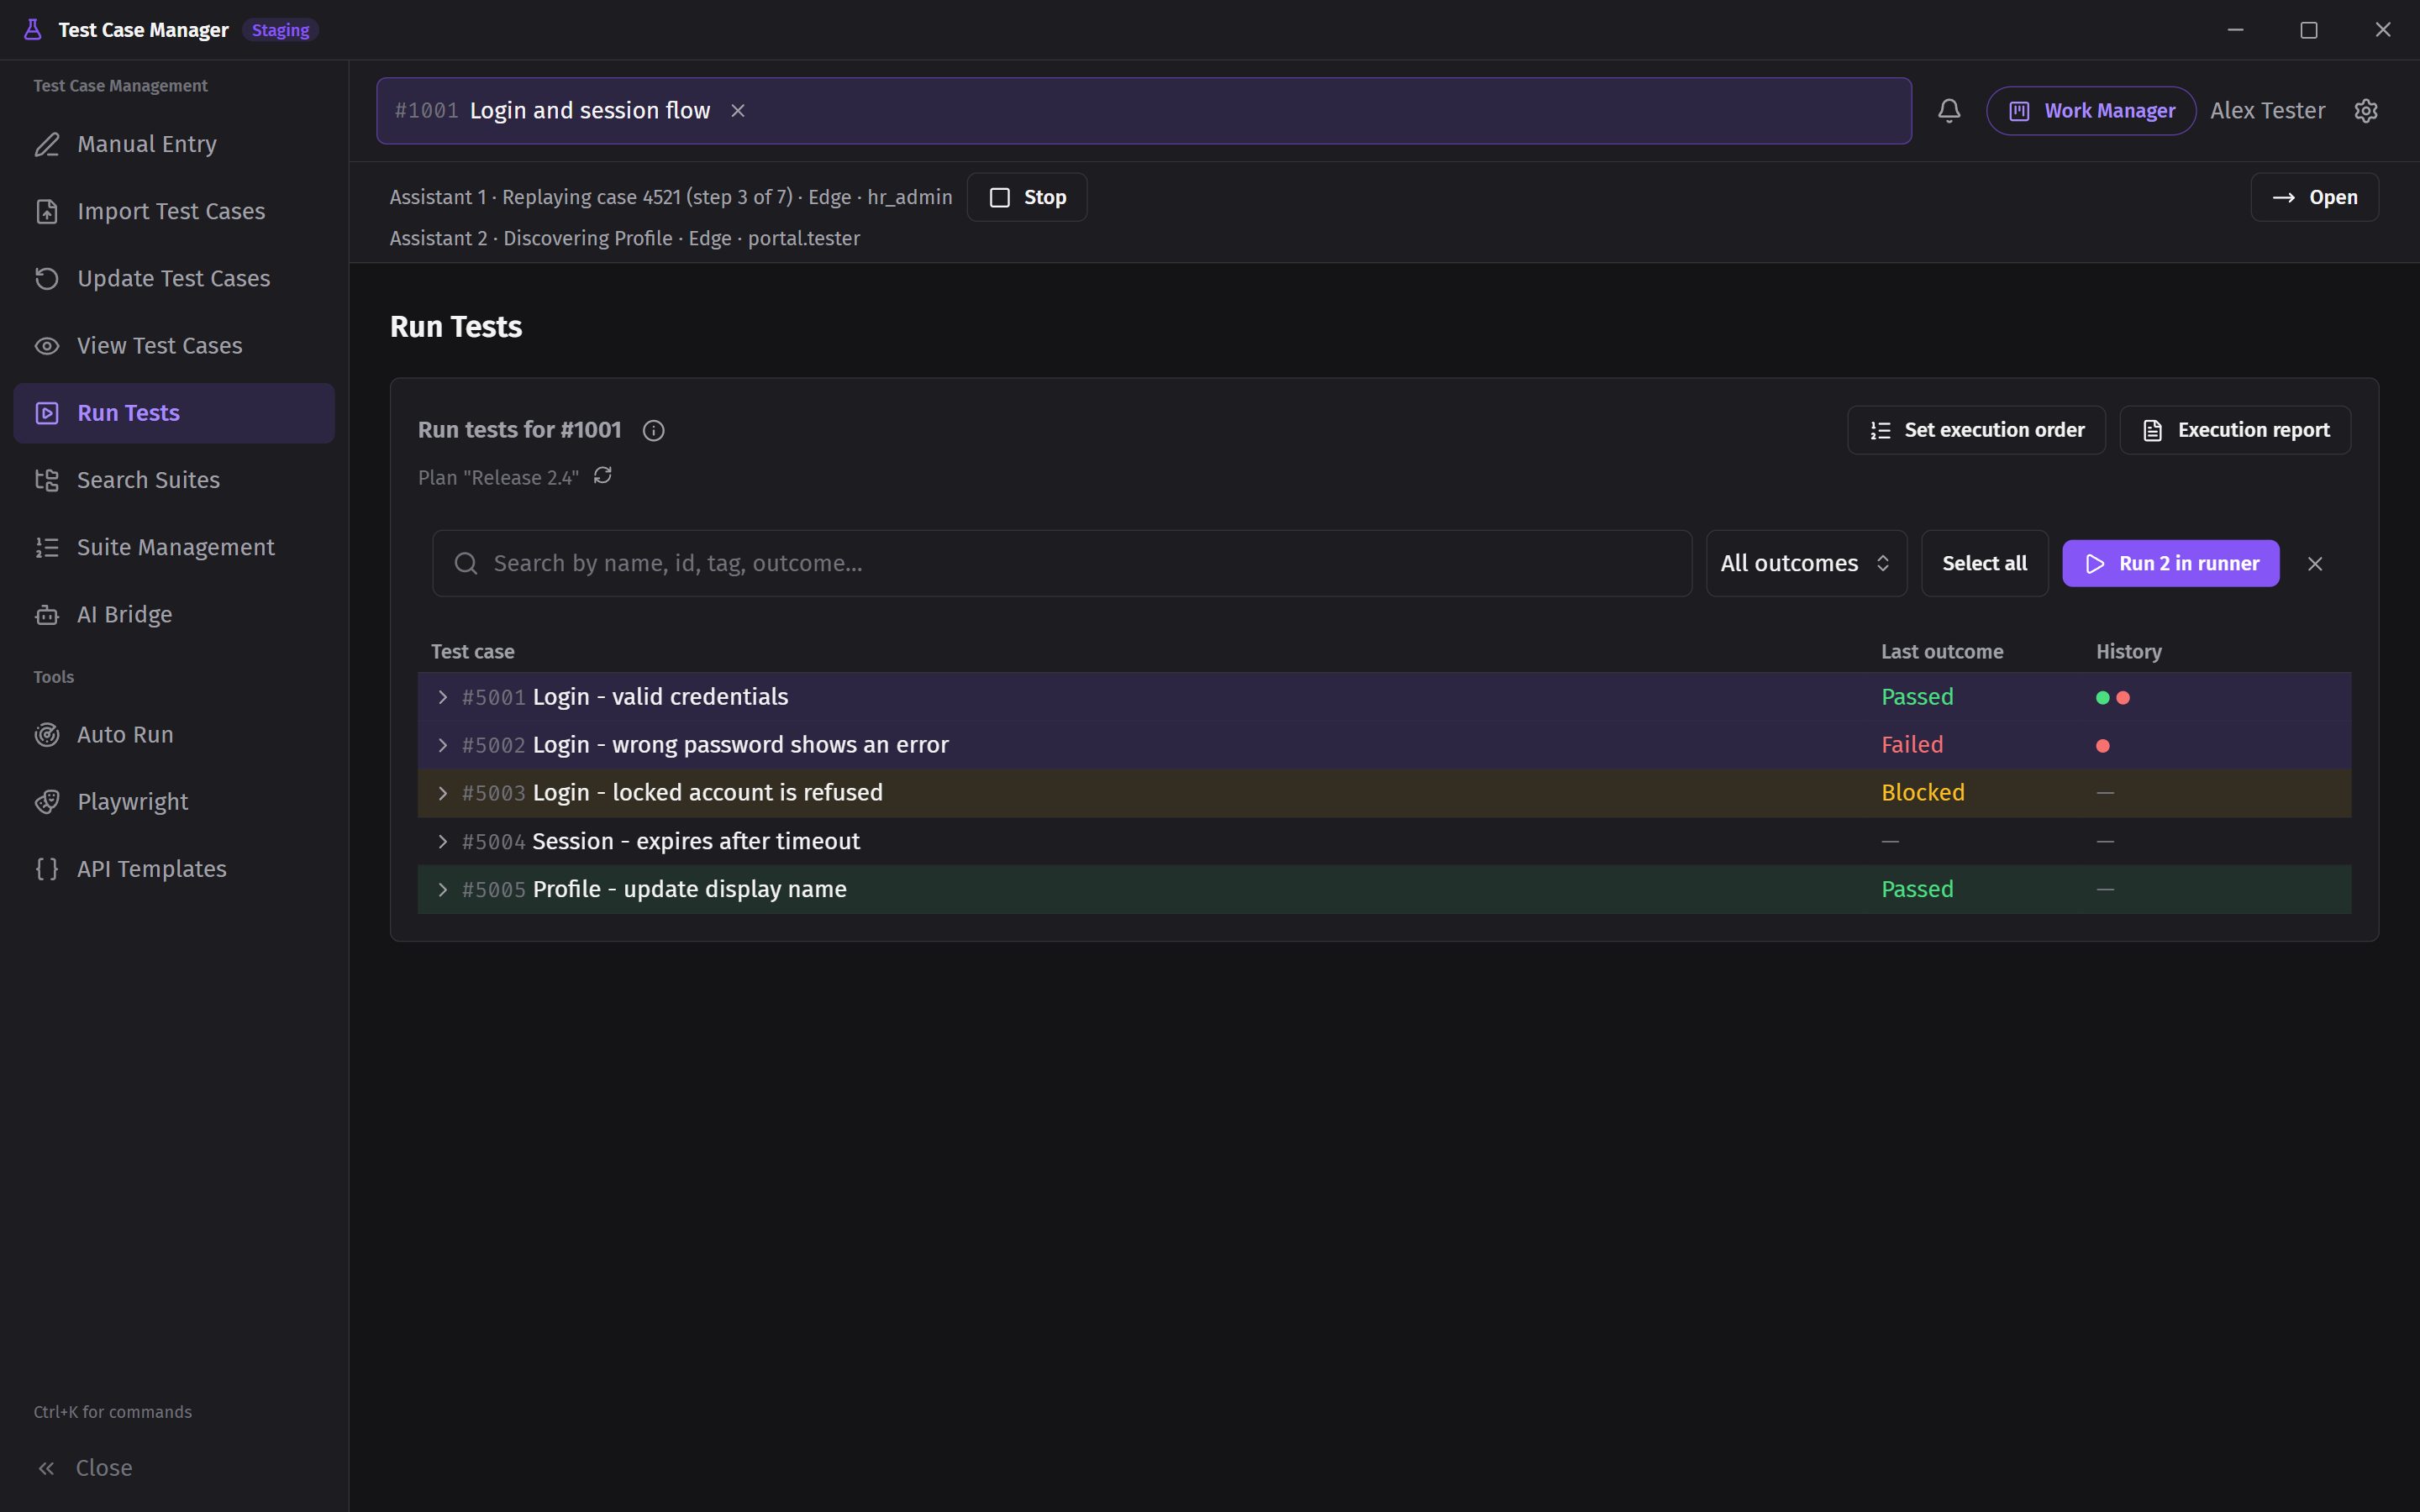 Test Case Manager Staging
Test Case Management
Manual Entry
Import Test Cases
Update Test Cases
View Test Cases
Run Tests
Search Suites
Suite Management
AI Bridge
Tools
Auto Run
Playwright
API Templates
Ctrl+K for commands
Close
#1001 Login and session flow
Work Manager Alex Tester
Assistant 1 · Replaying case 4521 (step 3 of 7) · Edge · hr_admin Stop Open
Assistant 2 · Discovering Profile · Edge · portal.tester
Run Tests
Run tests for #1001 Set execution order Execution report
Plan "Release 2.4"
Search by name, id, tag, outcome... All outcomes Select all Run 2 in runner
Test case Last outcome History
#5001 Login - valid credentials Passed
#5002 Login - wrong password shows an error Failed
#5003 Login - locked account is refused Blocked —
#5004 Session - expires after timeout — —
#5005 Profile - update display name Passed —